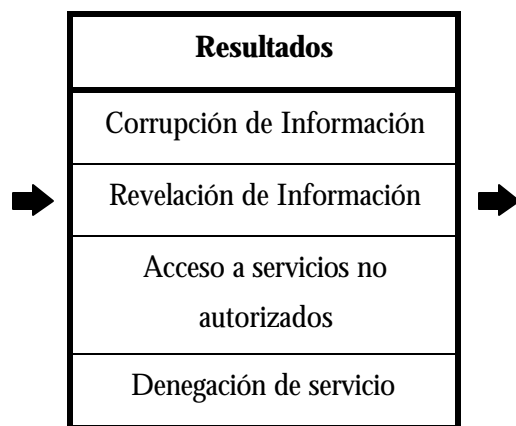 Resultados
Corrupción de Información
Revelación de Información
Acceso a servicios no
autorizados
Denegación de servicio